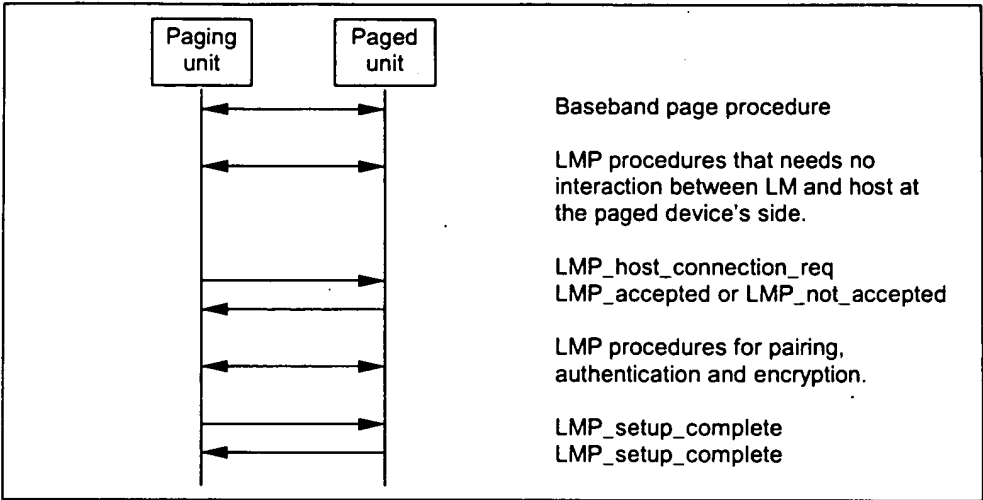 Paging
unit
Paged
unit
Baseband page procedure
LMP procedures that needs no
interaction between LM and host at
the paged device's side.
LMP_host_connection_req
LMP_accepted or LMP_not_accepted
LMP procedures for pairing,
authentication and encryption.
LMP_setup_complete
LMP_setup_complete